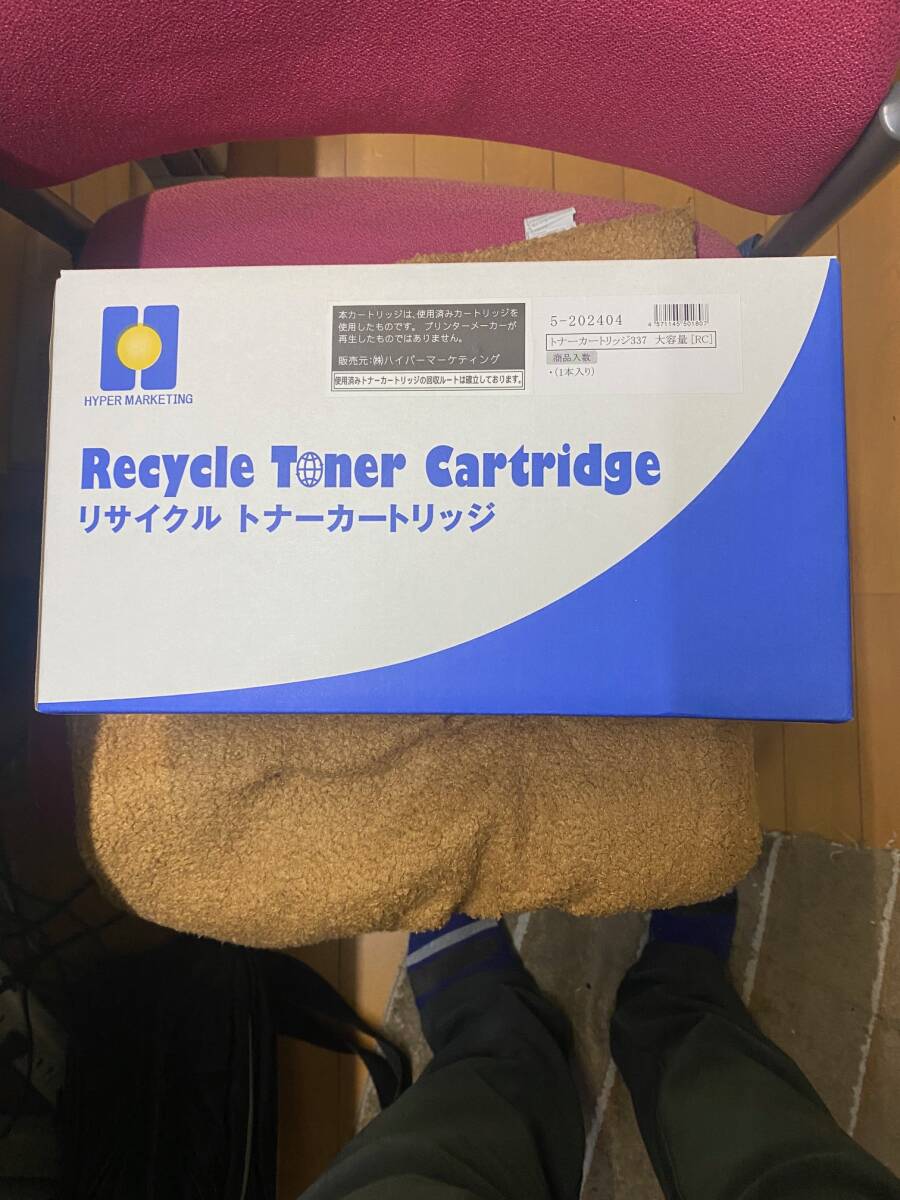 本カートリッジは、使用済みカートリッジを
使用したものです。プリンターメーカーが
再生したものではありません。
販売元:㈱ハイパーマーケティング
使用済みトナーカートリッジの回収ルートは確立しております。
5-202404
4 571145 501807
トナーカートリッジ337 大容量 [RC]
商品入数
・(1本入り)
HYPER MARKETING
Recycle Toner Cartridge
リサイクル トナーカートリッジ